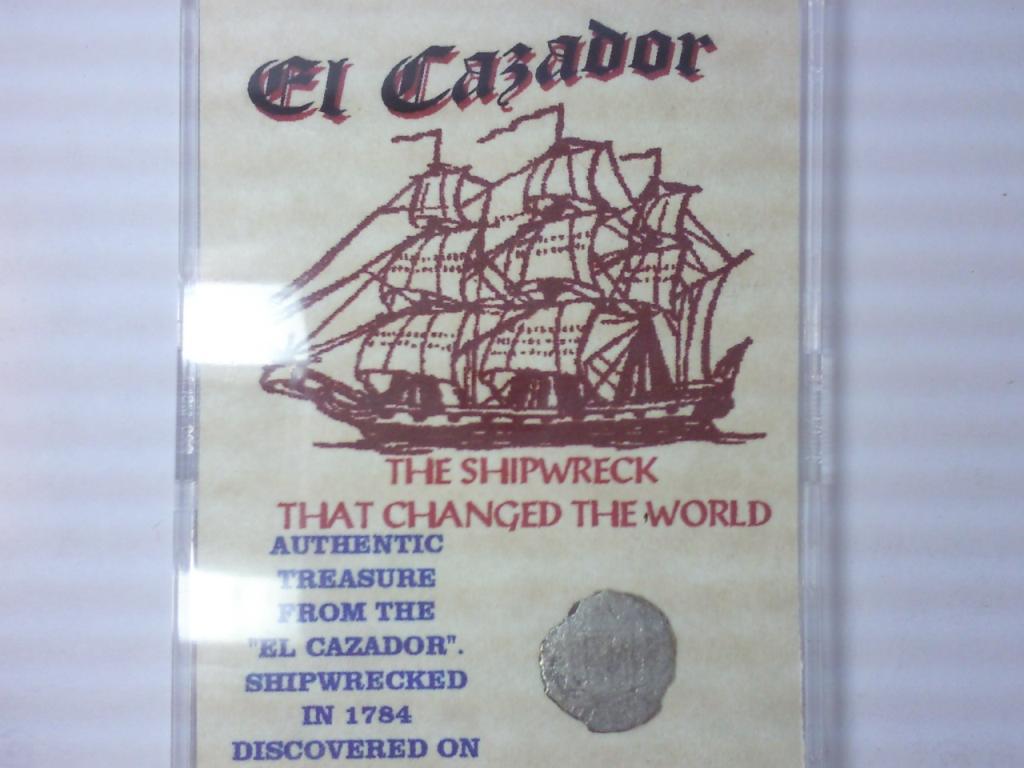 El Cazador
THE SHIPWRECK
THAT CHANGED THE WORLD
AUTHENTIC
TREASURE
FROM THE
"EL CAZADOR".
SHIPWRECKED
IN 1784
DISCOVERED ON